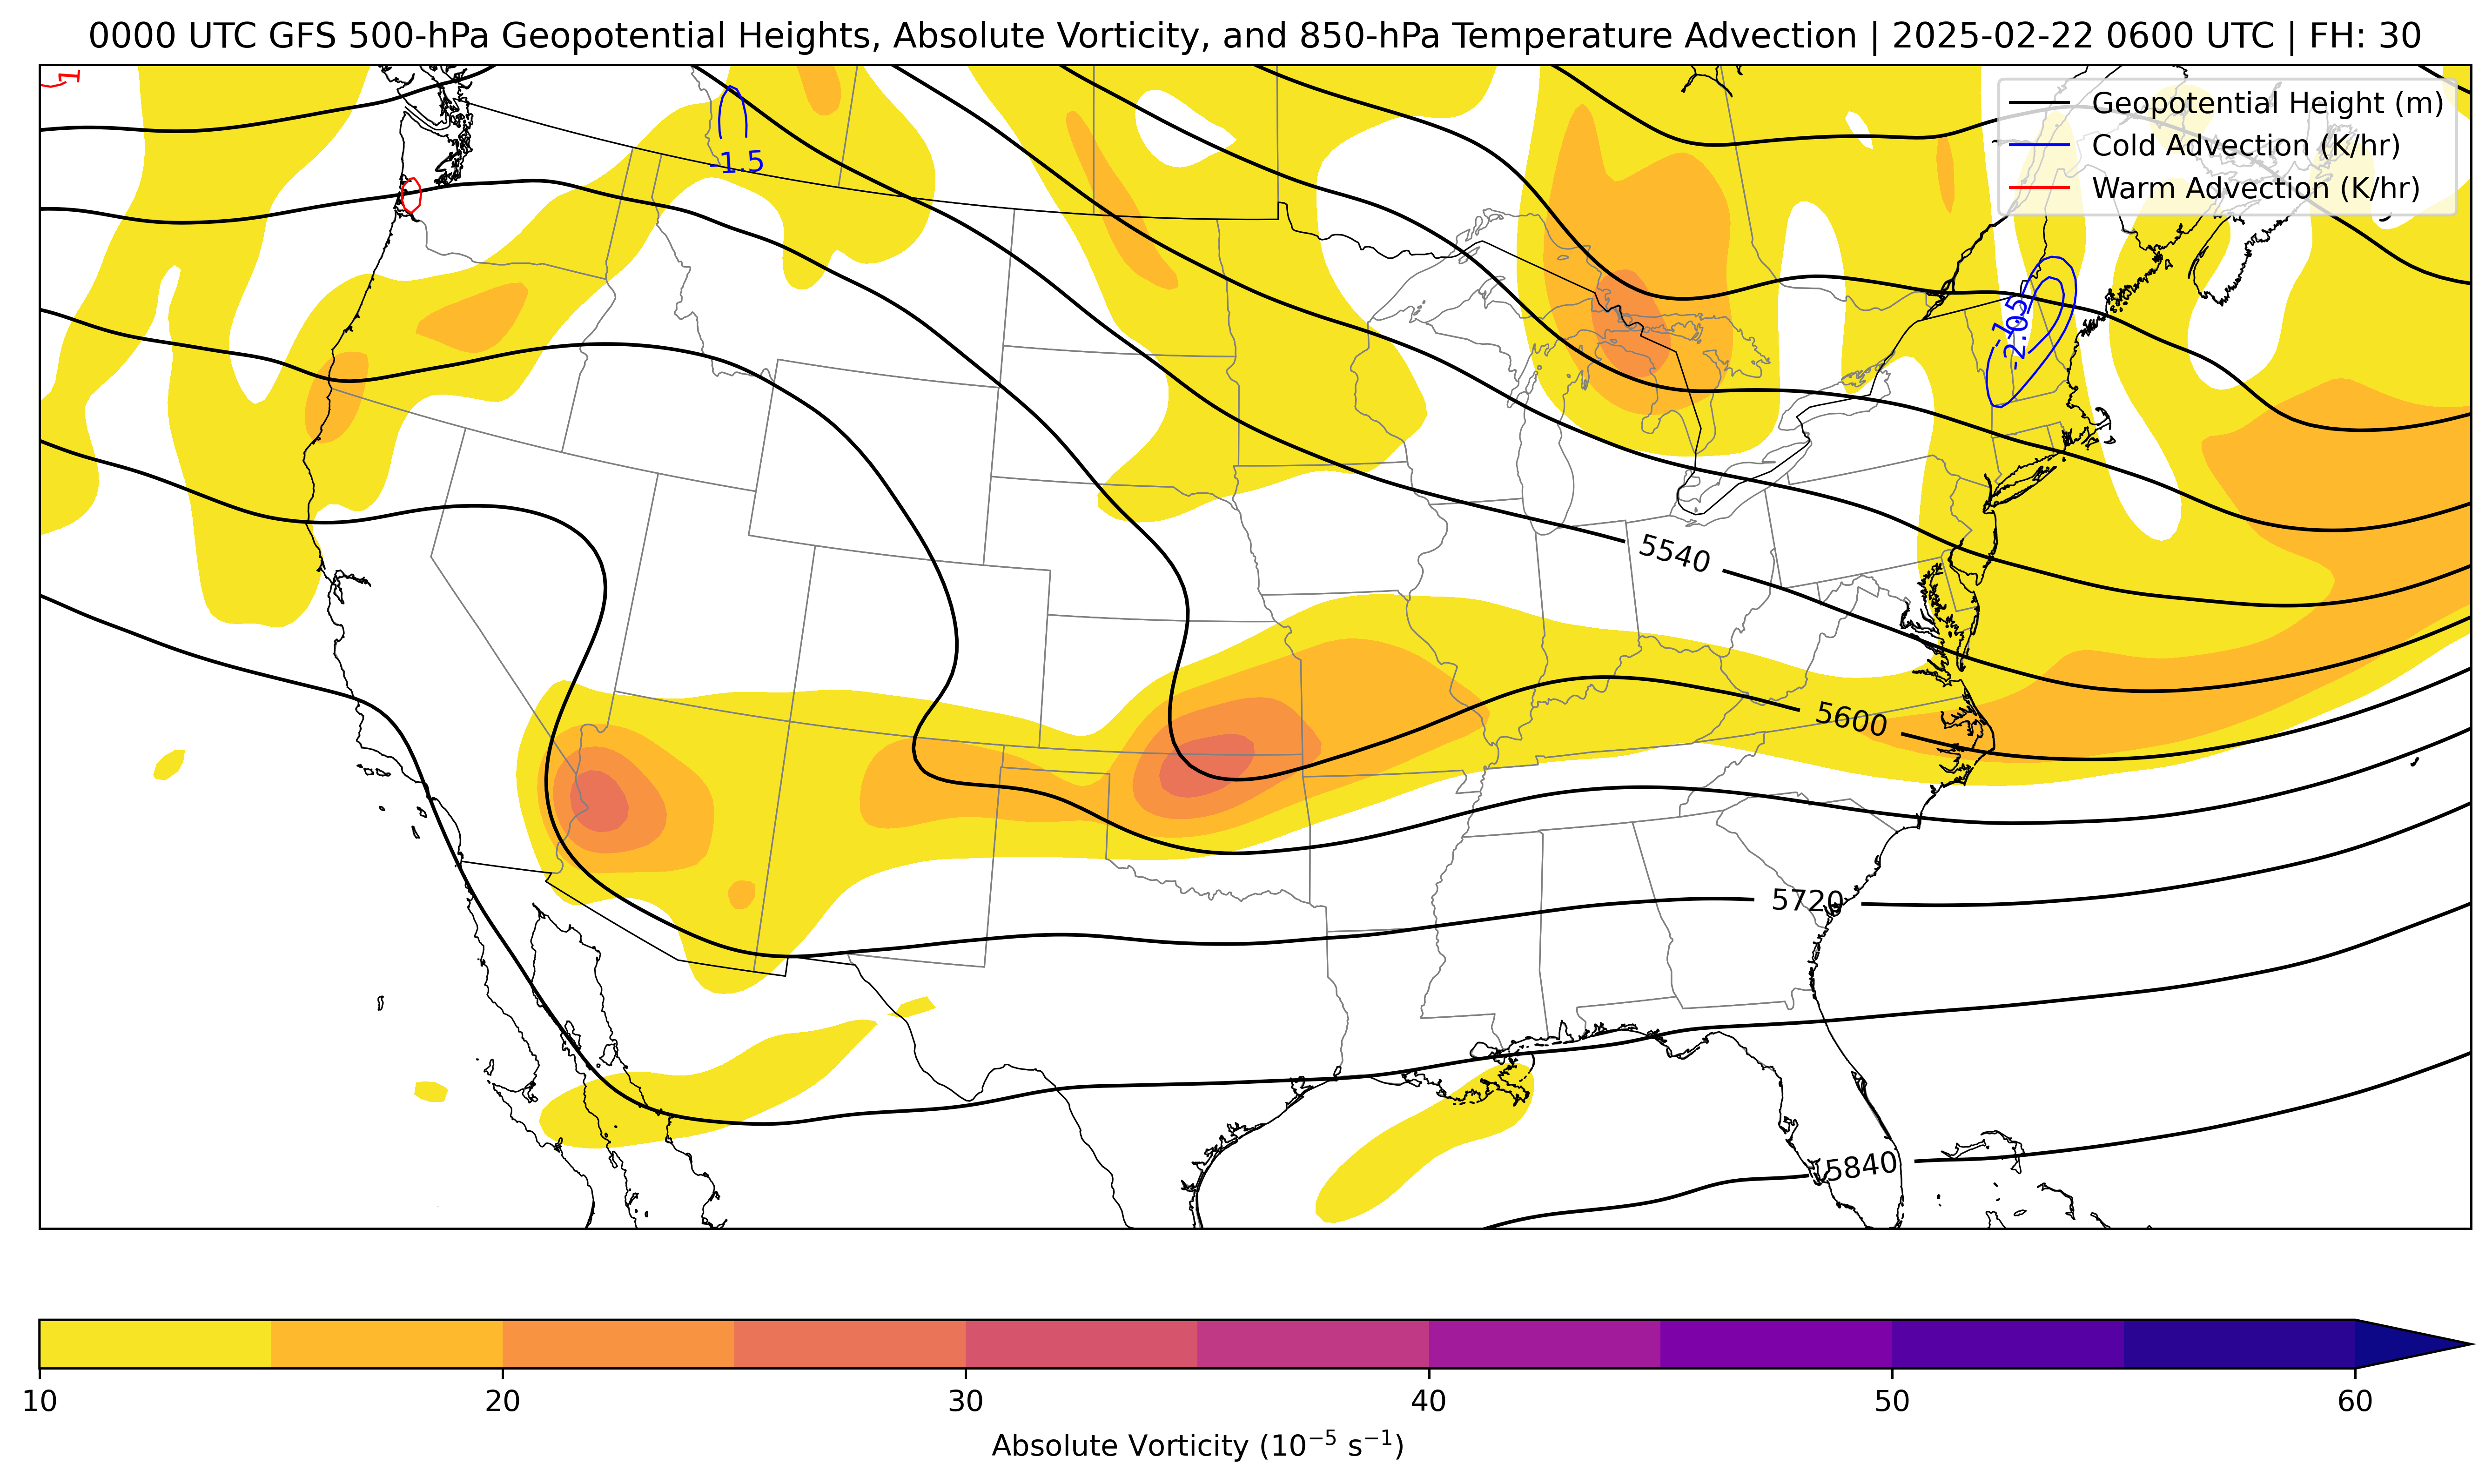 0000 UTC GFS 500-hPa Geopotential Heights, Absolute Vorticity, and 850-hPa Temperature Advection | 2025-02-22 0600 UTC | FH: 30
Geopotential Height (m)
Cold Advection (K/hr)
Warm Advection (K/hr)
1
-1.5
-1.5
-2.0
5540
5600
5720
5840
10 20 30 40 50 60
Absolute Vorticity (10⁻⁵ s⁻¹)